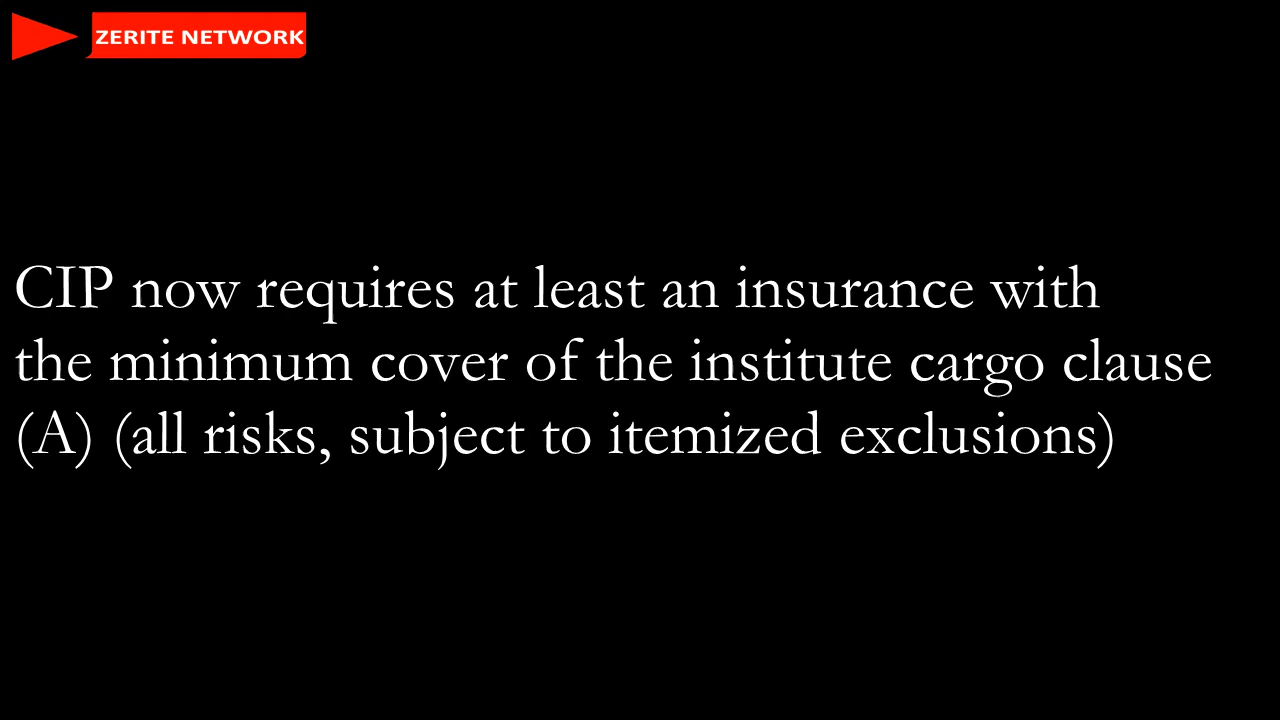 ZERITE NETWORK
CIP now requires at least an insurance with
the minimum cover of the institute cargo clause
(A) (all risks, subject to itemized exclusions)